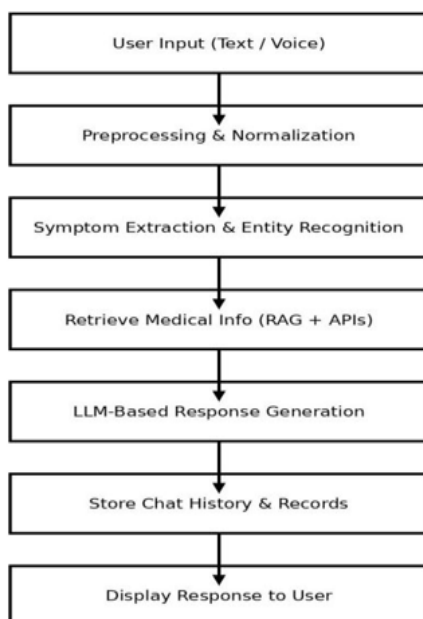 User Input (Text / Voice)
Preprocessing & Normalization
Symptom Extraction & Entity Recognition
Retrieve Medical Info (RAG + APIs)
LLM-Based Response Generation
Store Chat History & Records
Display Response to User